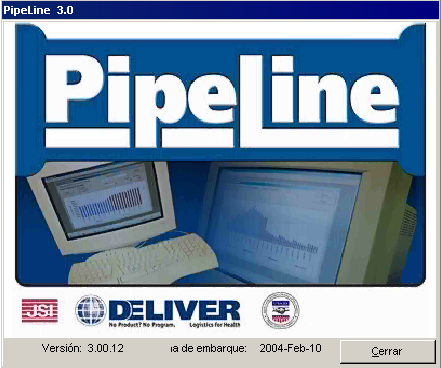 PipeLine 3.0
PipeLine
JSI
DELIVER
No Product? No Program. Logistics for Health
USAID
Versión: 3.00.12 a de embarque: 2004-Feb-10 Cerrar